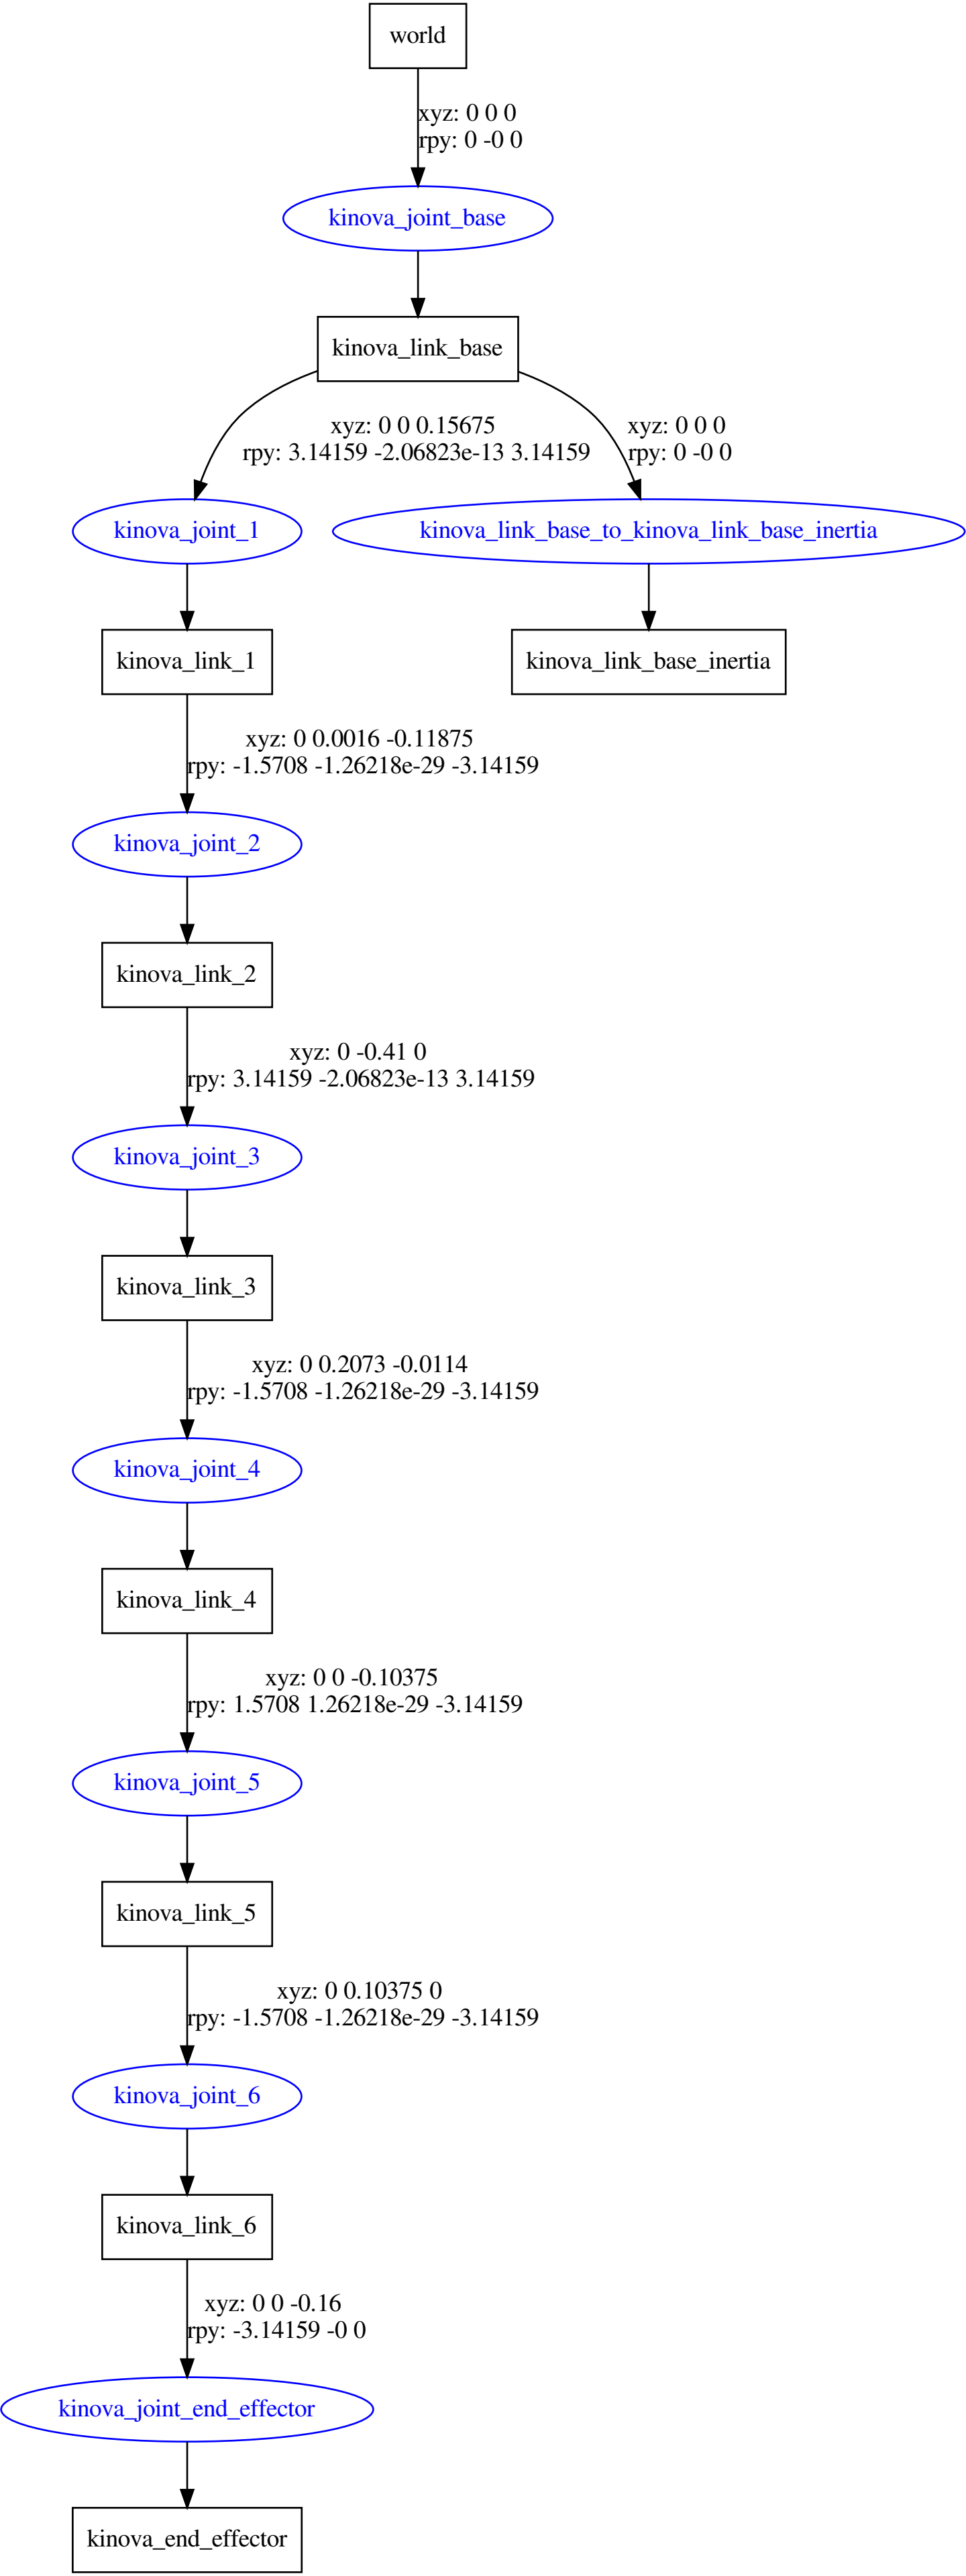 world
xyz: 0 0 0
rpy: 0 -0 0
kinova_joint_base
kinova_link_base
xyz: 0 0 0.15675
rpy: 3.14159 -2.06823e-13 3.14159
xyz: 0 0 0
rpy: 0 -0 0
kinova_joint_1
kinova_link_base_to_kinova_link_base_inertia
kinova_link_1
kinova_link_base_inertia
xyz: 0 0.0016 -0.11875
rpy: -1.5708 -1.26218e-29 -3.14159
kinova_joint_2
kinova_link_2
xyz: 0 -0.41 0
rpy: 3.14159 -2.06823e-13 3.14159
kinova_joint_3
kinova_link_3
xyz: 0 0.2073 -0.0114
rpy: -1.5708 -1.26218e-29 -3.14159
kinova_joint_4
kinova_link_4
xyz: 0 0 -0.10375
rpy: 1.5708 1.26218e-29 -3.14159
kinova_joint_5
kinova_link_5
xyz: 0 0.10375 0
rpy: -1.5708 -1.26218e-29 -3.14159
kinova_joint_6
kinova_link_6
xyz: 0 0 -0.16
rpy: -3.14159 -0 0
kinova_joint_end_effector
kinova_end_effector